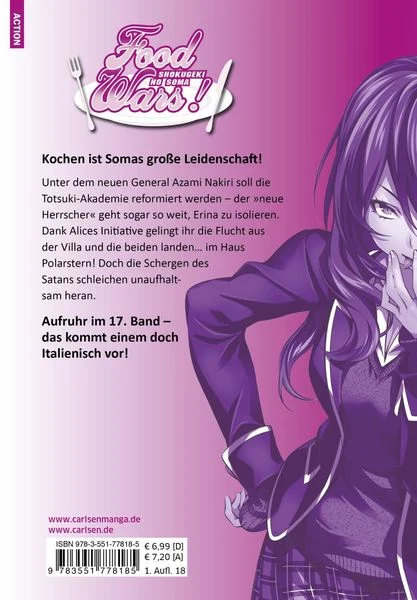 ACTION
Food
SHOKUGEKI
NO SOMA
Wars!
Kochen ist Somas große Leidenschaft!
Unter dem neuen General Azami Nakiri soll die
Totsuki-Akademie reformiert werden – der »neue
Herrscher« geht sogar so weit, Erina zu isolieren.
Dank Alices Initiative gelingt ihr die Flucht aus
der Villa und die beiden landen... im Haus
Polarstern! Doch die Schergen des
Satans schleichen unaufhalt-
sam heran.
Aufruhr im 17. Band –
das kommt einem doch
Italienisch vor!
www.carlsenmanga.de
www.carlsen.de
ISBN 978-3-551-77818-5
€ 6,99 [D]
€ 7,20 [A]
9 783551 778185
1. Aufl. 18